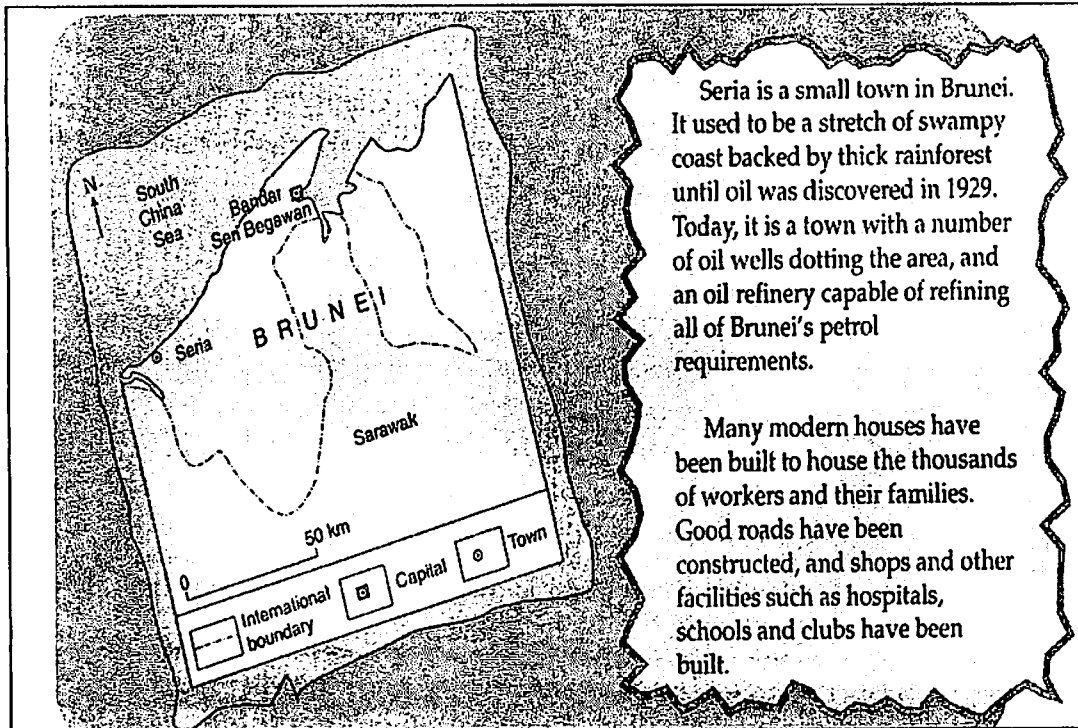 N
South
China
Sea
Bandar
Seri Begawan
BRUNEI
Seria
Sarawak
0
50 km
International
boundary
Capital
Town
Seria is a small town in Brunei.
It used to be a stretch of swampy
coast backed by thick rainforest
until oil was discovered in 1929.
Today, it is a town with a number
of oil wells dotting the area, and
an oil refinery capable of refining
all of Brunei's petrol
requirements.
Many modern houses have
been built to house the thousands
of workers and their families.
Good roads have been
constructed, and shops and other
facilities such as hospitals,
schools and clubs have been
built.